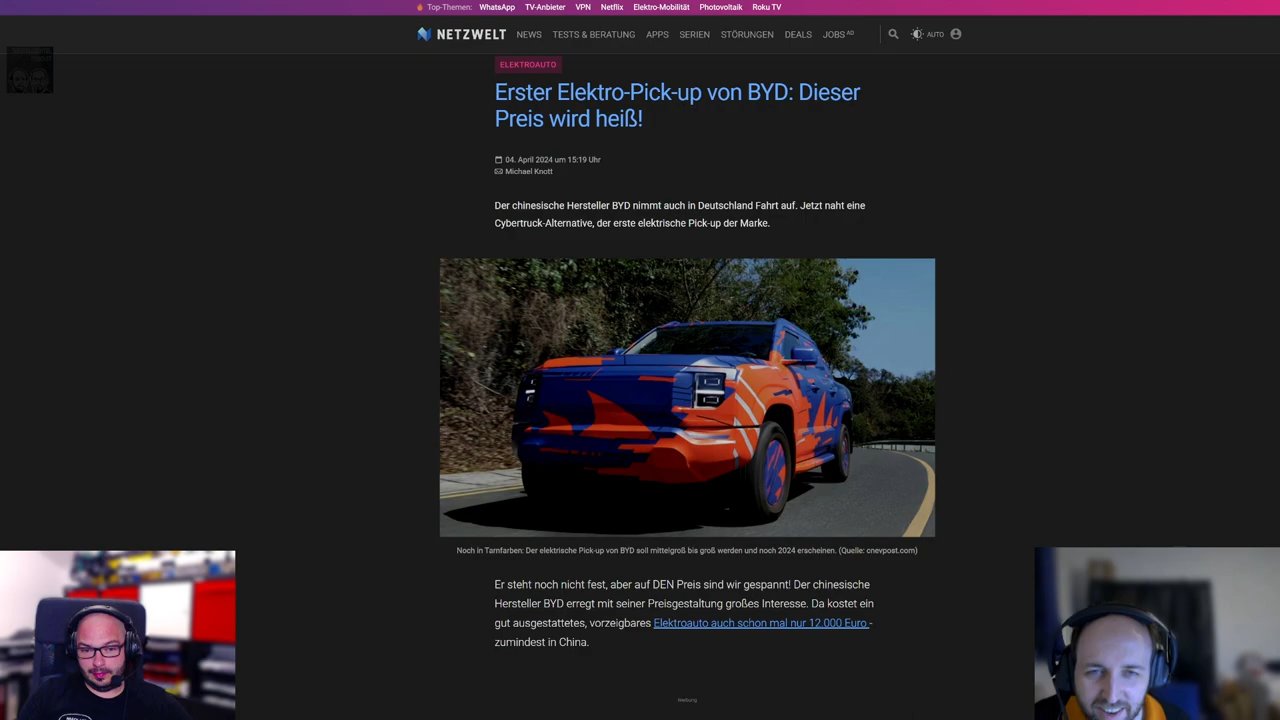 Top-Themen: WhatsApp TV-Anbieter VPN Netflix Elektro-Mobilität Photovoltaik Roku TV
NETZWELT NEWS TESTS & BERATUNG APPS SERIEN STÖRUNGEN DEALS JOBS AD AUTO
ELEKTROAUTO
Erster Elektro-Pick-up von BYD: Dieser
Preis wird heiß!
04. April 2024 um 15:19 Uhr
Michael Knott
Der chinesische Hersteller BYD nimmt auch in Deutschland Fahrt auf. Jetzt naht eine
Cybertruck-Alternative, der erste elektrische Pick-up der Marke.
Noch in Tarnfarben: Der elektrische Pick-up von BYD soll mittelgroß bis groß werden und noch 2024 erscheinen. (Quelle: cnevpost.com)
Er steht noch nicht fest, aber auf DEN Preis sind wir gespannt! Der chinesische
Hersteller BYD erregt mit seiner Preisgestaltung großes Interesse. Da kostet ein
gut ausgestattetes, vorzeigbares Elektroauto auch schon mal nur 12.000 Euro -
zumindest in China.
Werbung